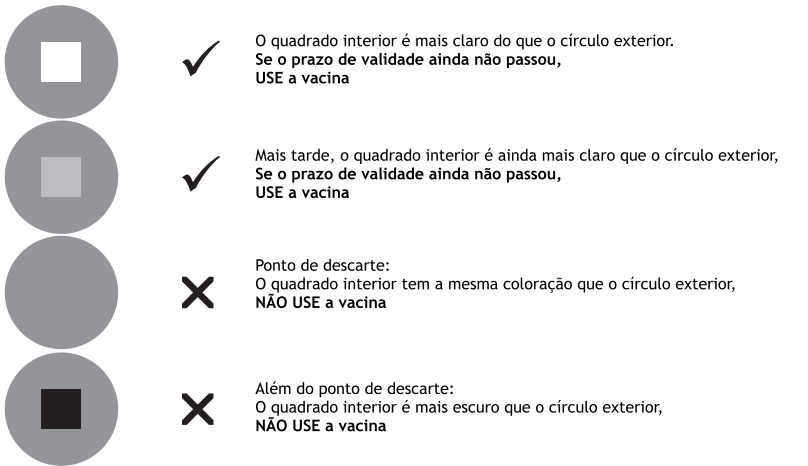 O quadrado interior é mais claro do que o círculo exterior.
Se o prazo de validade ainda não passou,
USE a vacina
Mais tarde, o quadrado interior é ainda mais claro que o círculo exterior,
Se o prazo de validade ainda não passou,
USE a vacina
Ponto de descarte:
O quadrado interior tem a mesma coloração que o círculo exterior,
NÃO USE a vacina
Além do ponto de descarte:
O quadrado interior é mais escuro que o círculo exterior,
NÃO USE a vacina